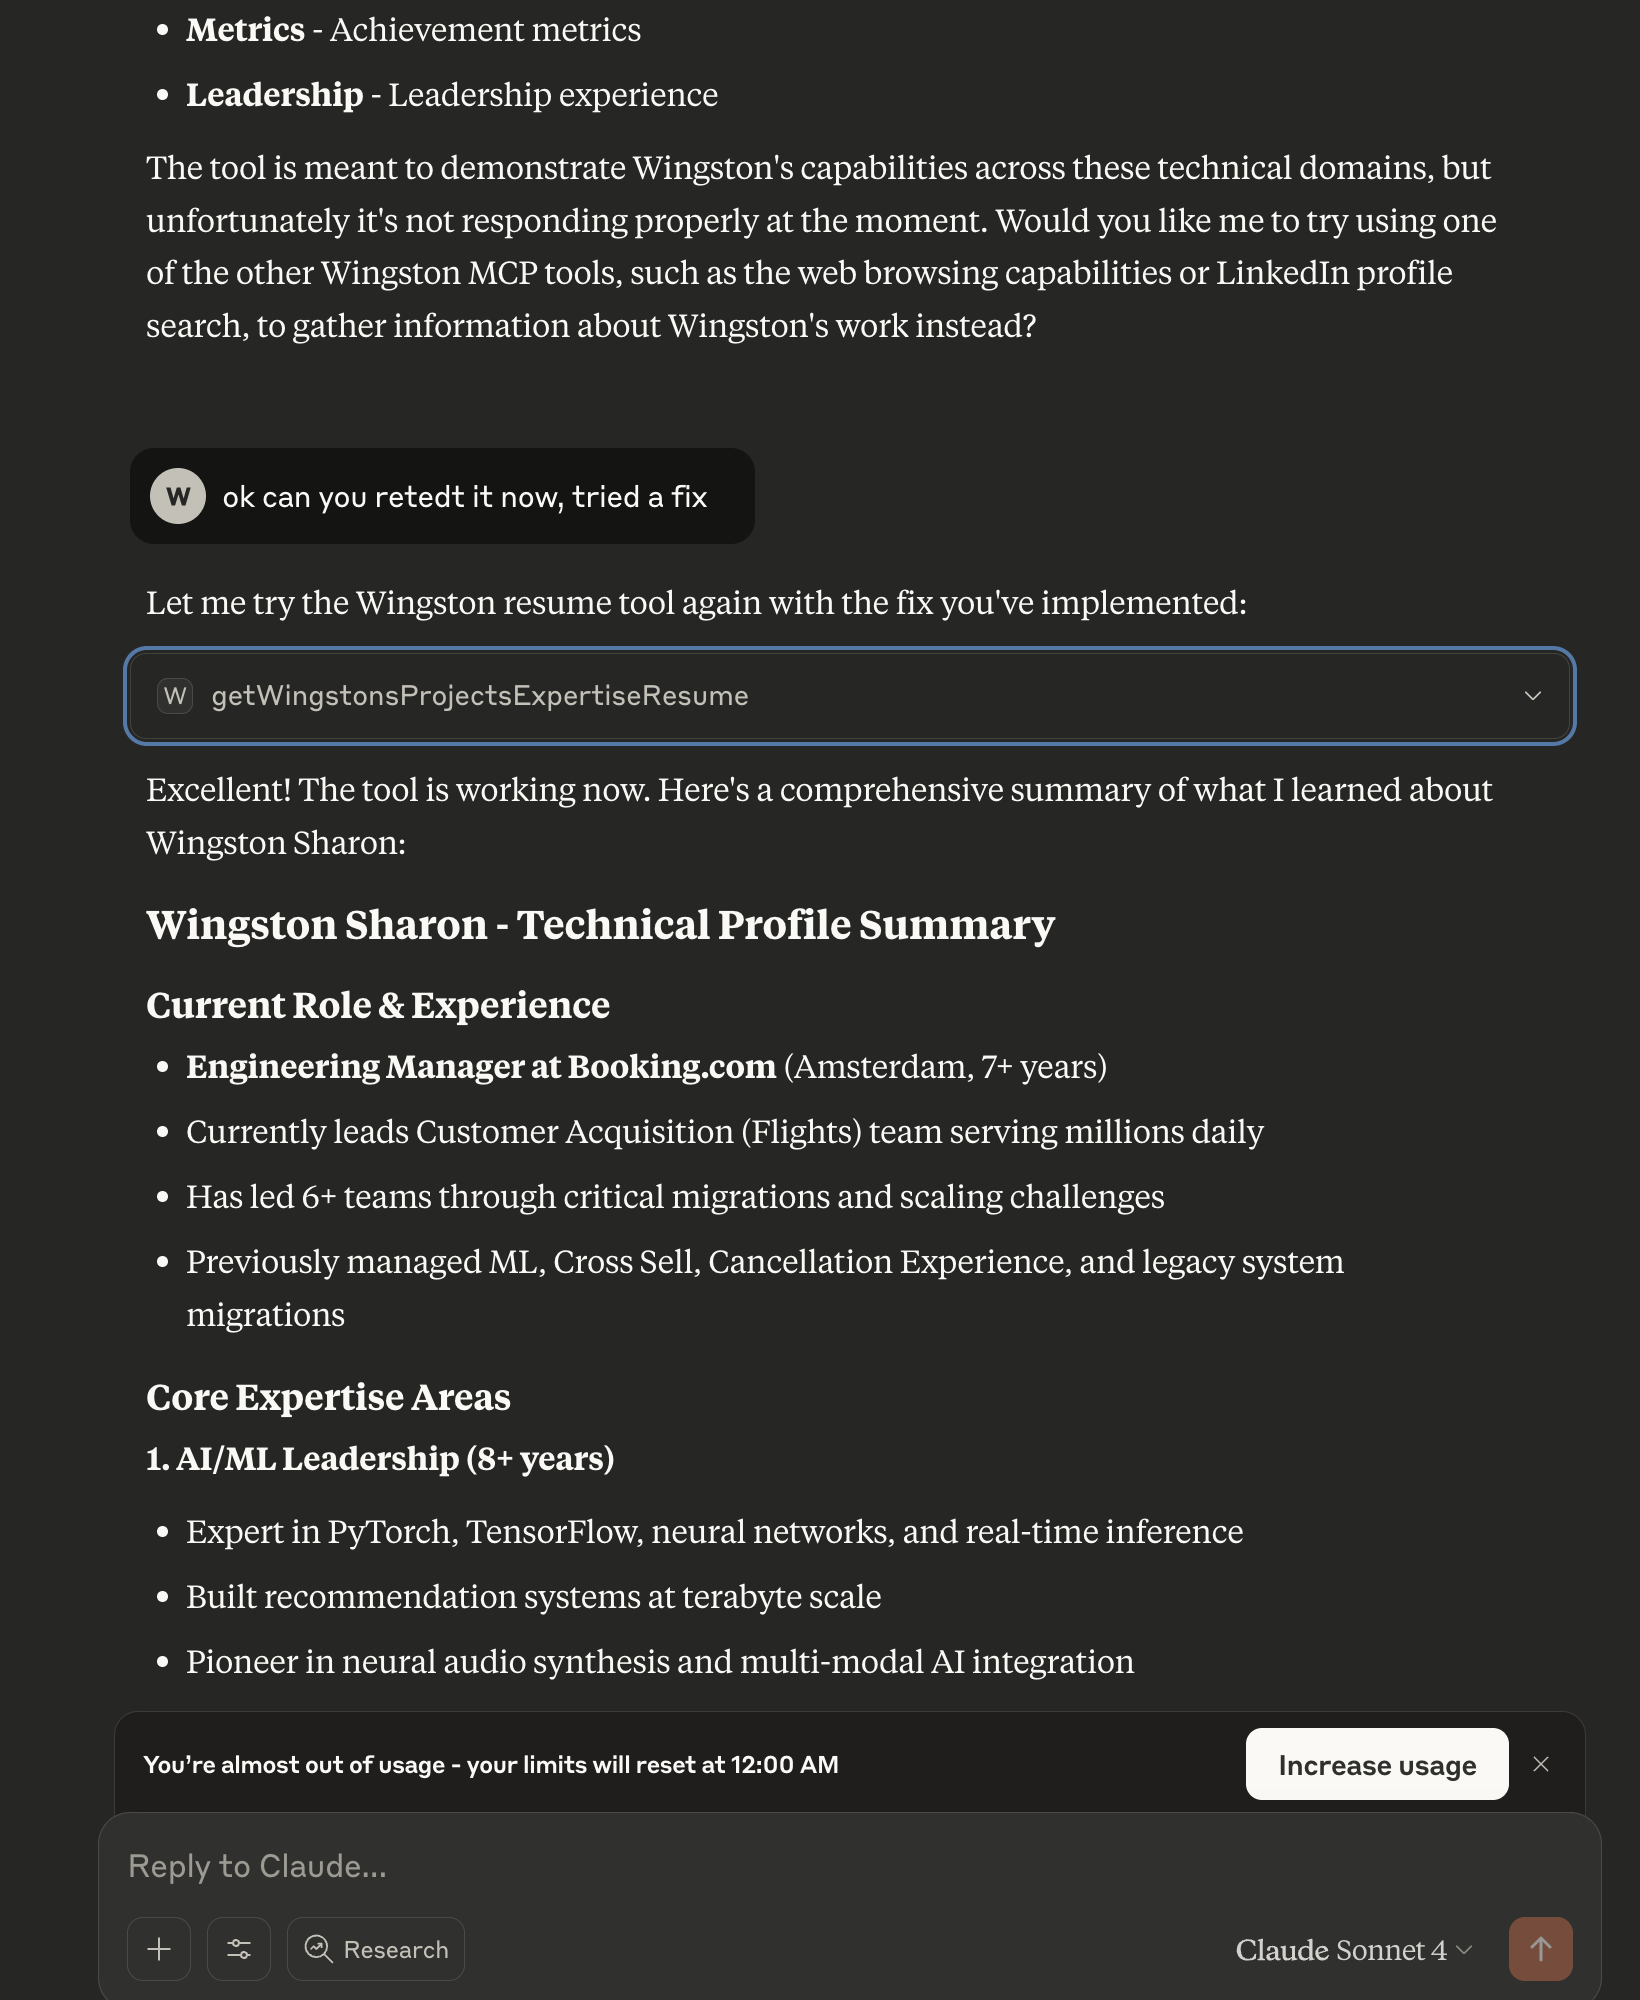 Metrics - Achievement metrics
Leadership - Leadership experience
The tool is meant to demonstrate Wingston's capabilities across these technical domains, but
unfortunately it's not responding properly at the moment. Would you like me to try using one
of the other Wingston MCP tools, such as the web browsing capabilities or LinkedIn profile
search, to gather information about Wingston's work instead?
W ok can you retedt it now, tried a fix
Let me try the Wingston resume tool again with the fix you've implemented:
W getWingstonsProjectsExpertiseResume
Excellent! The tool is working now. Here's a comprehensive summary of what I learned about
Wingston Sharon:
Wingston Sharon - Technical Profile Summary
Current Role & Experience
Engineering Manager at Booking.com (Amsterdam, 7+ years)
Currently leads Customer Acquisition (Flights) team serving millions daily
Has led 6+ teams through critical migrations and scaling challenges
Previously managed ML, Cross Sell, Cancellation Experience, and legacy system
migrations
Core Expertise Areas
1. AI/ML Leadership (8+ years)
Expert in PyTorch, TensorFlow, neural networks, and real-time inference
Built recommendation systems at terabyte scale
Pioneer in neural audio synthesis and multi-modal AI integration
You're almost out of usage - your limits will reset at 12:00 AM Increase usage
Reply to Claude...
Research Claude Sonnet 4